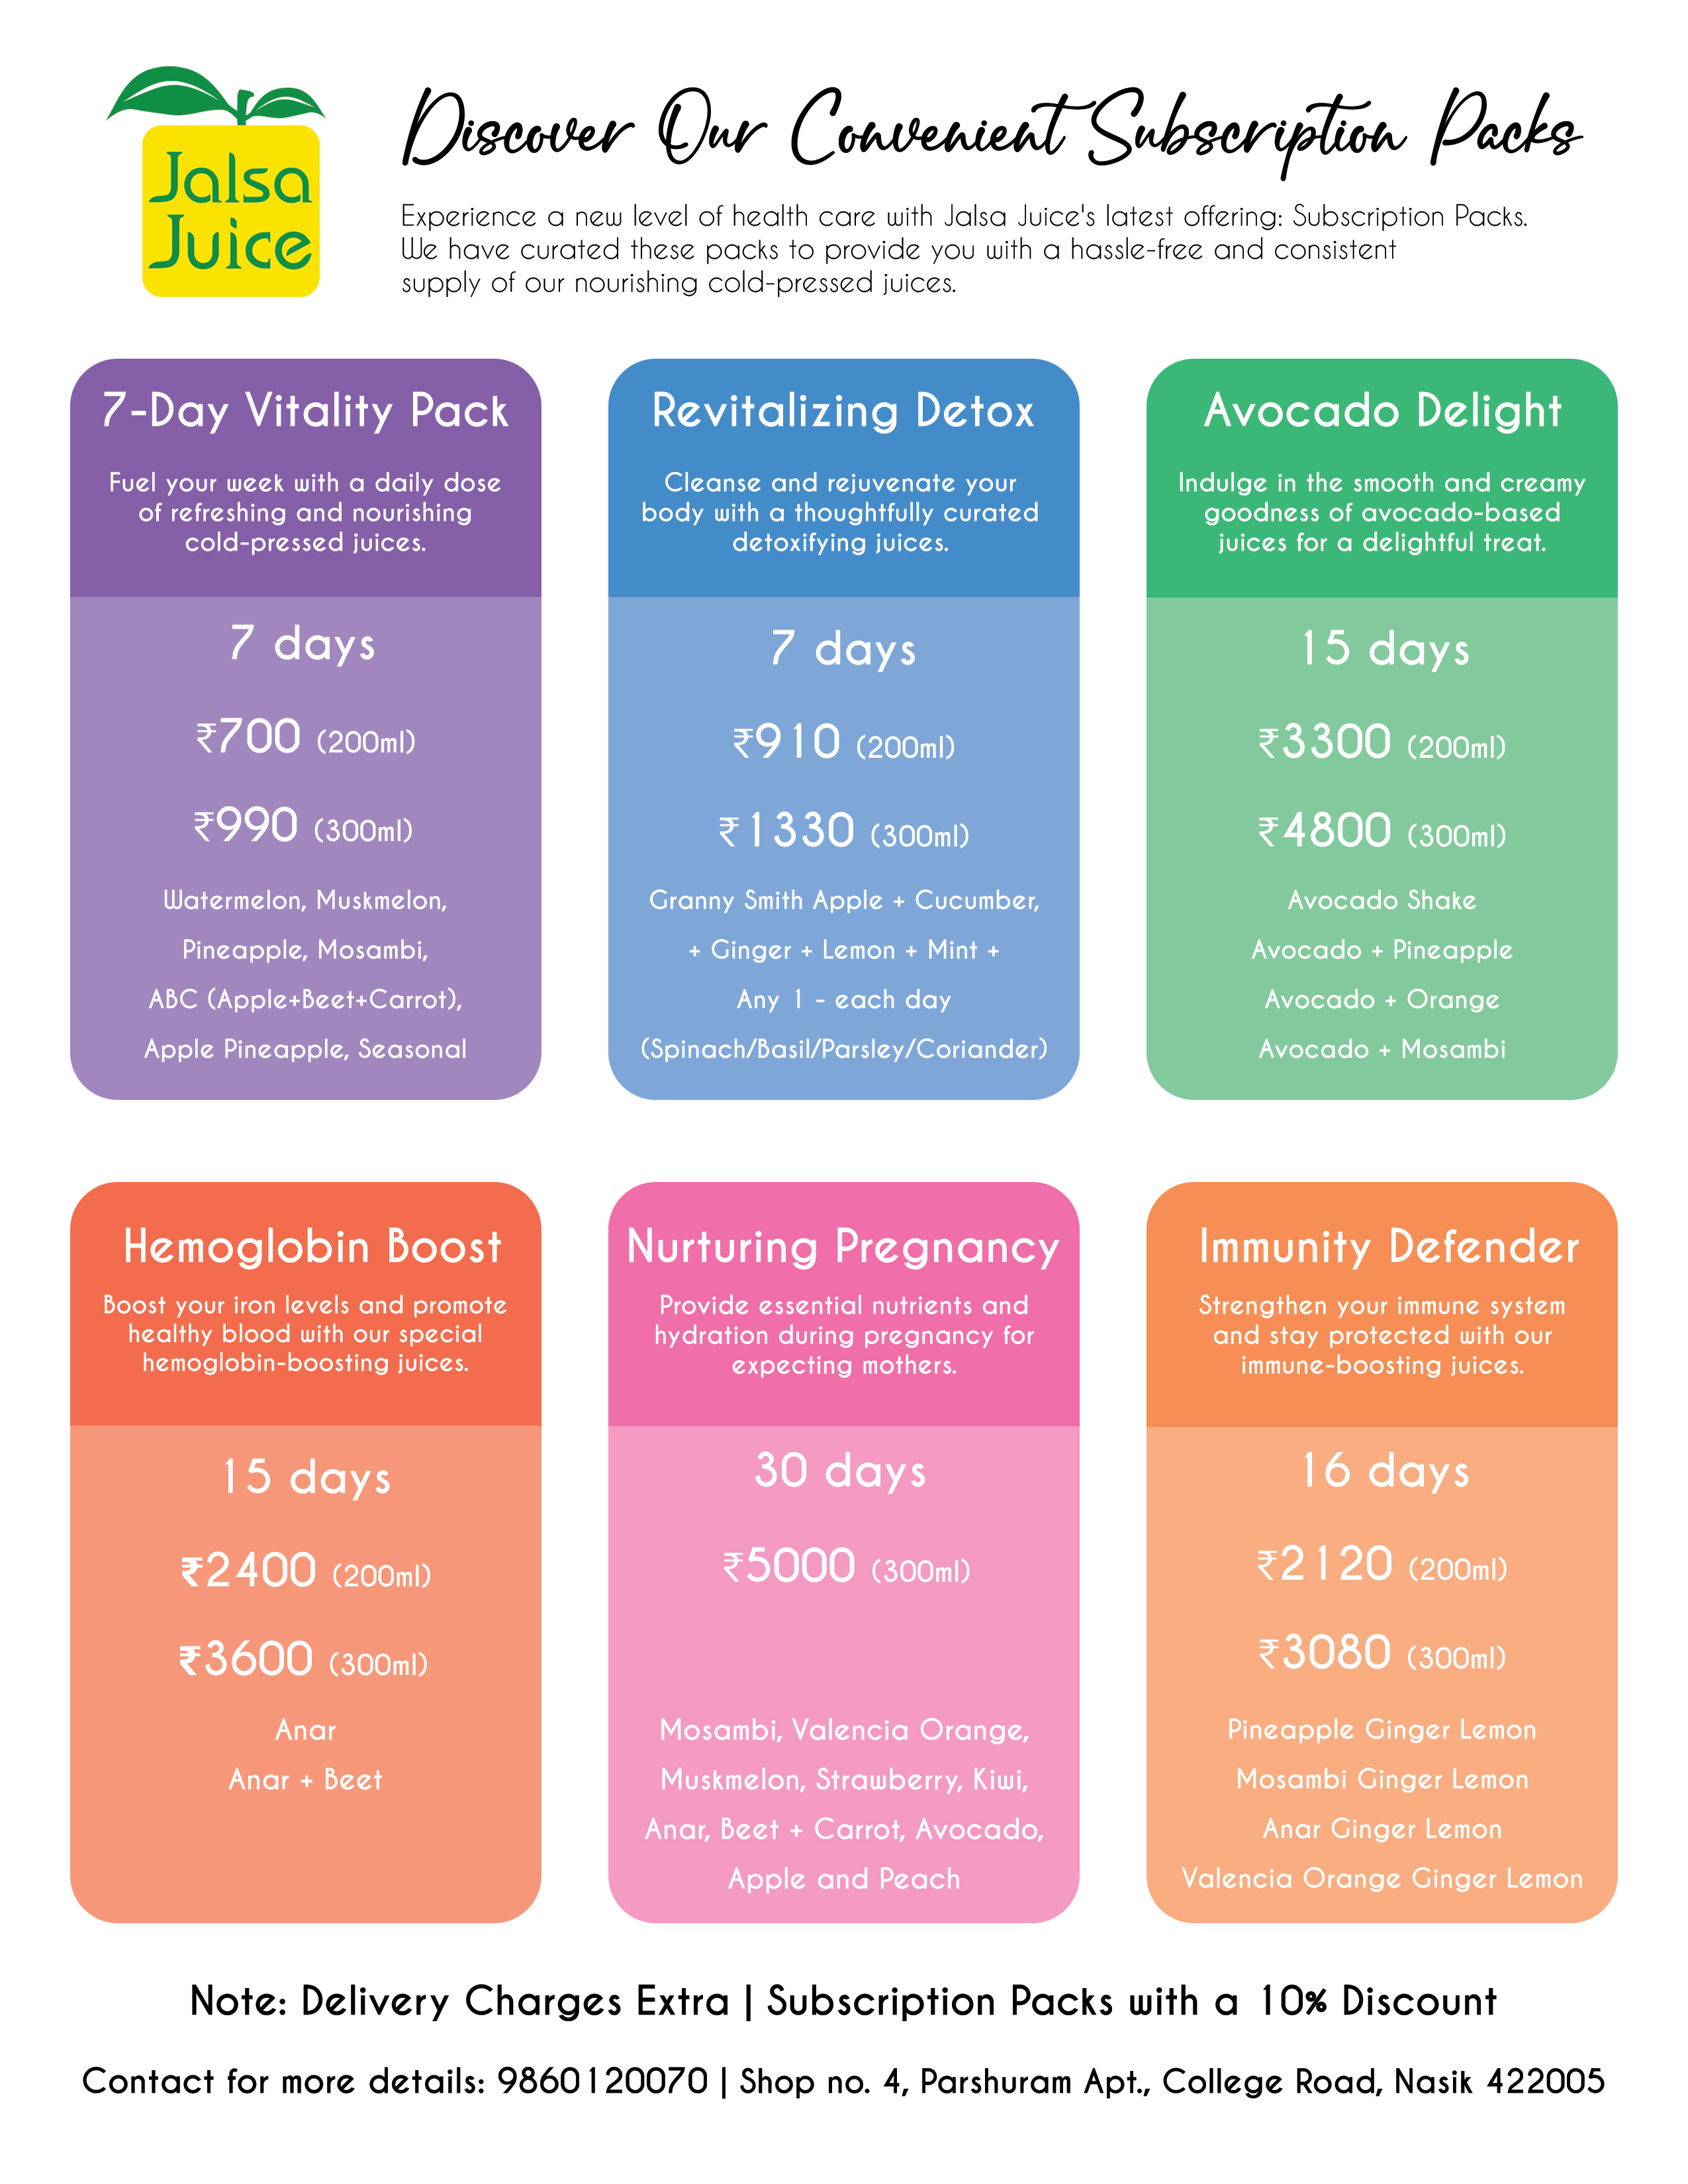 Jalsa
Juice
Discover Our Convenient Subscription Packs
Experience a new level of health care with Jalsa Juice's latest offering: Subscription Packs.
We have curated these packs to provide you with a hassle-free and consistent
supply of our nourishing cold-pressed juices.
7-Day Vitality Pack
Fuel your week with a daily dose
of refreshing and nourishing
cold-pressed juices.
7 days
₹700 (200ml)
₹990 (300ml)
Watermelon, Muskmelon,
Pineapple, Mosambi,
ABC (Apple+Beet+Carrot),
Apple Pineapple, Seasonal
Revitalizing Detox
Cleanse and rejuvenate your
body with a thoughtfully curated
detoxifying juices.
7 days
₹910 (200ml)
₹1330 (300ml)
Granny Smith Apple + Cucumber,
+ Ginger + Lemon + Mint +
Any 1 - each day
(Spinach/Basil/Parsley/Coriander)
Avocado Delight
Indulge in the smooth and creamy
goodness of avocado-based
juices for a delightful treat.
15 days
₹3300 (200ml)
₹4800 (300ml)
Avocado Shake
Avocado + Pineapple
Avocado + Orange
Avocado + Mosambi
Hemoglobin Boost
Boost your iron levels and promote
healthy blood with our special
hemoglobin-boosting juices.
15 days
₹2400 (200ml)
₹3600 (300ml)
Anar
Anar + Beet
Nurturing Pregnancy
Provide essential nutrients and
hydration during pregnancy for
expecting mothers.
30 days
₹5000 (300ml)
Mosambi, Valencia Orange,
Muskmelon, Strawberry, Kiwi,
Anar, Beet + Carrot, Avocado,
Apple and Peach
Immunity Defender
Strengthen your immune system
and stay protected with our
immune-boosting juices.
16 days
₹2120 (200ml)
₹3080 (300ml)
Pineapple Ginger Lemon
Mosambi Ginger Lemon
Anar Ginger Lemon
Valencia Orange Ginger Lemon
Note: Delivery Charges Extra | Subscription Packs with a 10% Discount
Contact for more details: 9860120070 | Shop no. 4, Parshuram Apt., College Road, Nasik 422005